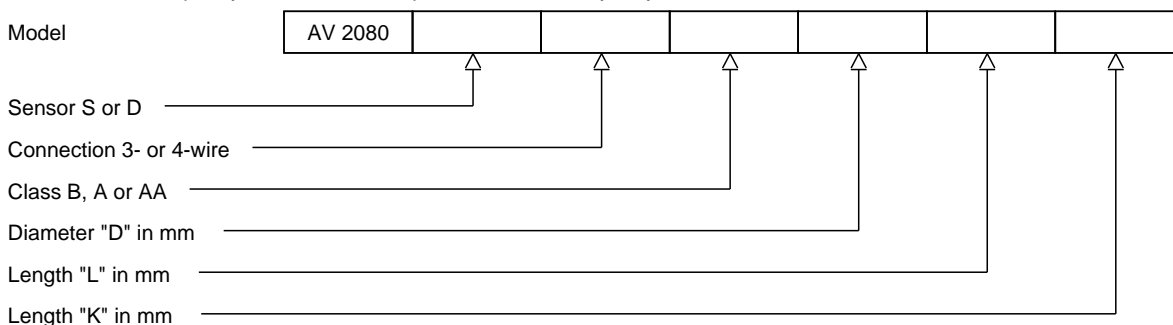 Model AV 2080
Sensor S or D
Connection 3- or 4-wire
Class B, A or AA
Diameter "D" in mm
Length "L" in mm
Length "K" in mm